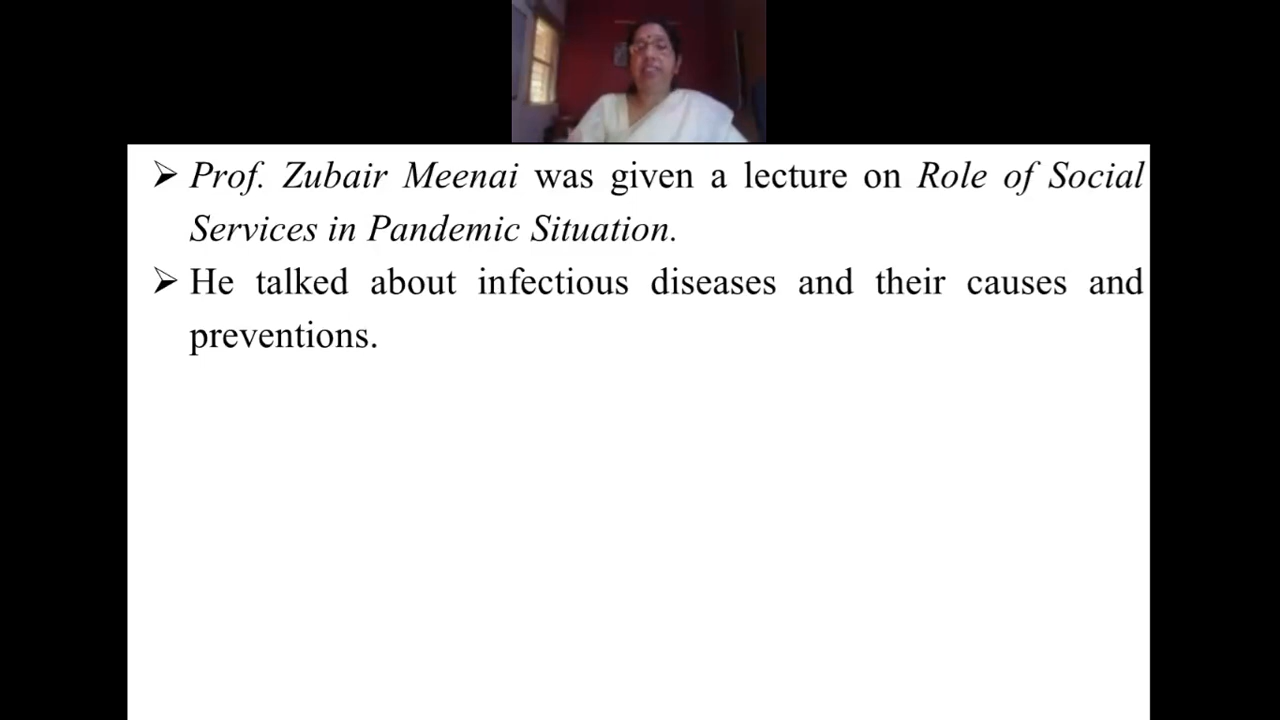 ➢ Prof. Zubair Meenai was given a lecture on Role of Social
Services in Pandemic Situation.
➢ He talked about infectious diseases and their causes and
preventions.